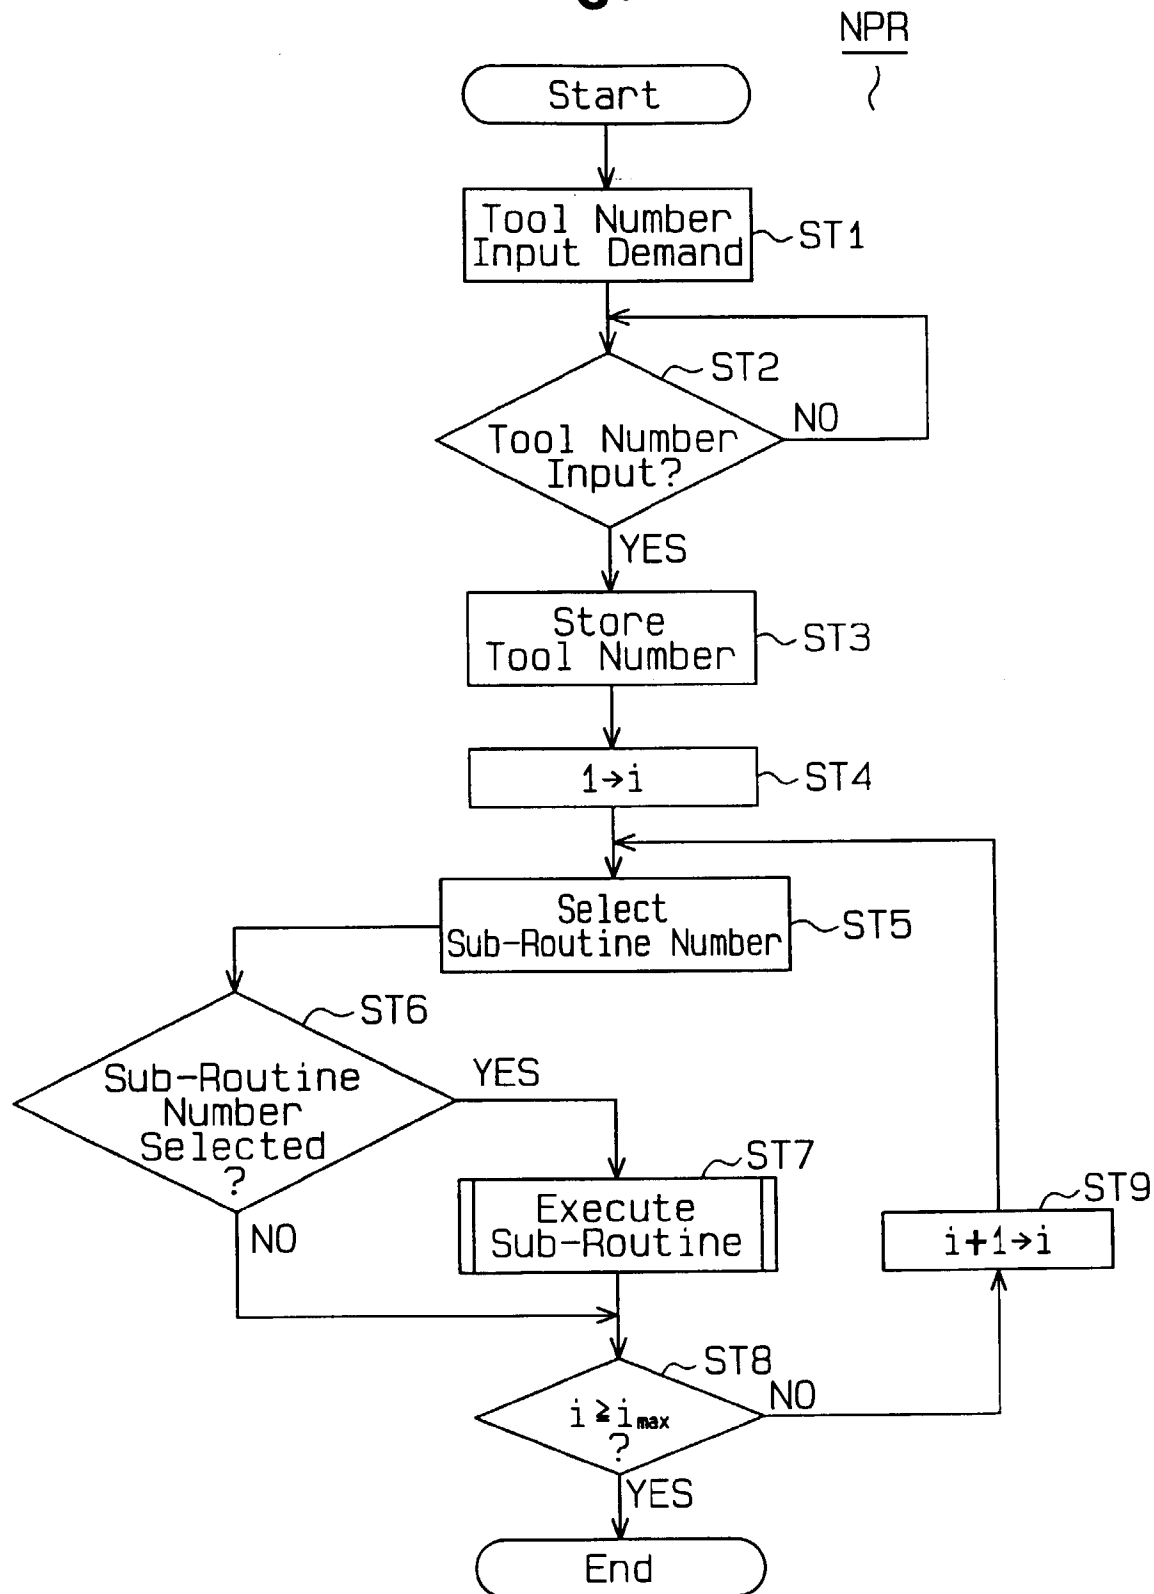 NPR
Start
Tool Number
Input Demand
ST1
ST2
NO
Tool Number
Input?
YES
Store
Tool Number
ST3
1→i
ST4
Select
Sub-Routine Number
ST5
ST6
YES
Sub-Routine
Number
Selected
?
NO
ST7
Execute
Sub-Routine
ST9
i+1→i
ST8
NO
i≧imax
?
YES
End